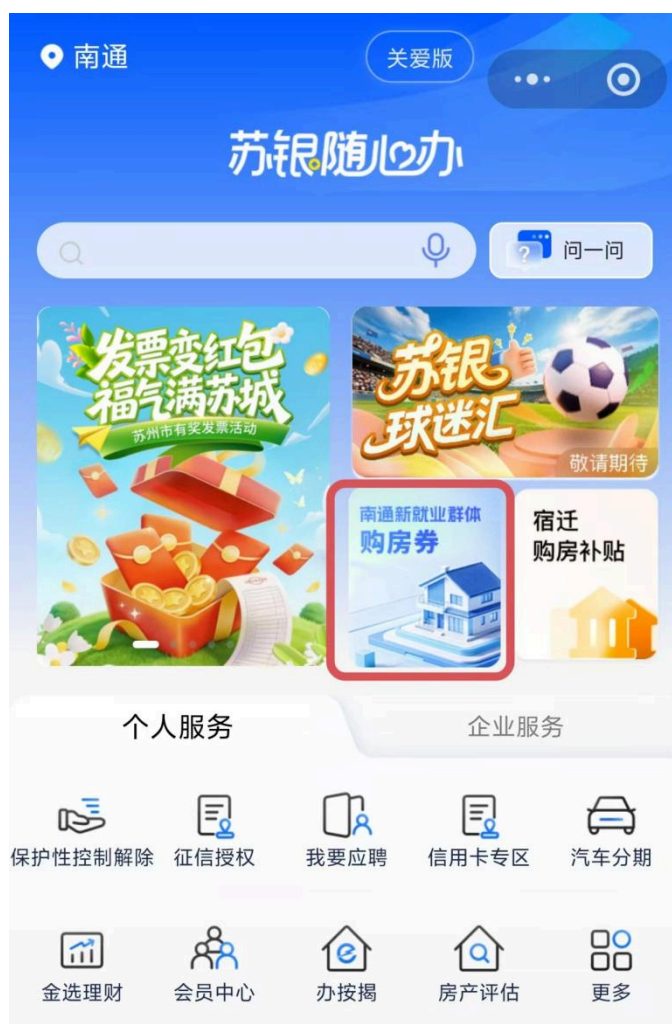 南通
关爱版
苏银随心办
问一问
发票变红包
福气满苏城
苏州市有奖发票活动
苏银
球迷汇
敬请期待
南通新就业群体
购房券
宿迁
购房补贴
个人服务
企业服务
保护性控制解除
征信授权
我要应聘
信用卡专区
汽车分期
金选理财
会员中心
办按揭
房产评估
更多